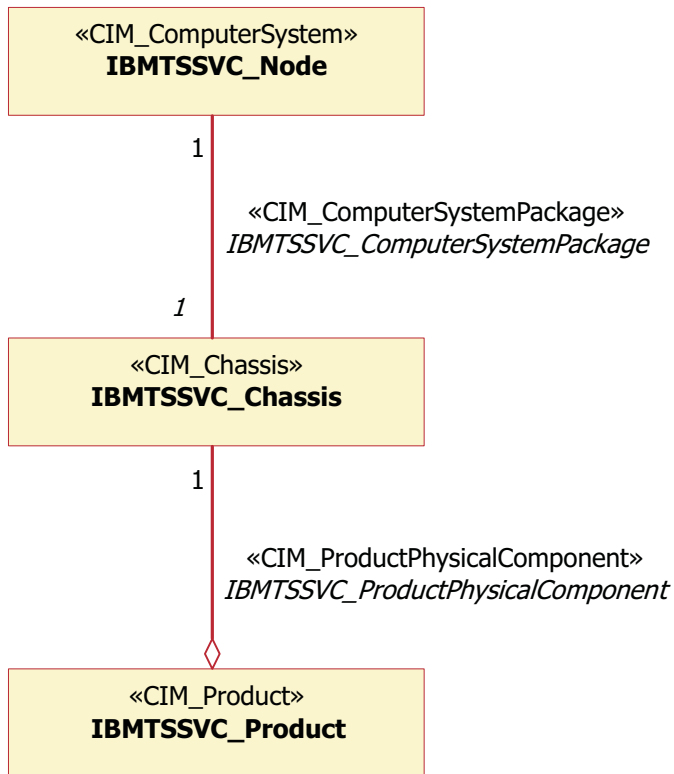 «CIM_ComputerSystem»
IBMTSSVC_Node
1
«CIM_ComputerSystemPackage»
IBMTSSVC_ComputerSystemPackage
1
«CIM_Chassis»
IBMTSSVC_Chassis
1
«CIM_ProductPhysicalComponent»
IBMTSSVC_ProductPhysicalComponent
«CIM_Product»
IBMTSSVC_Product